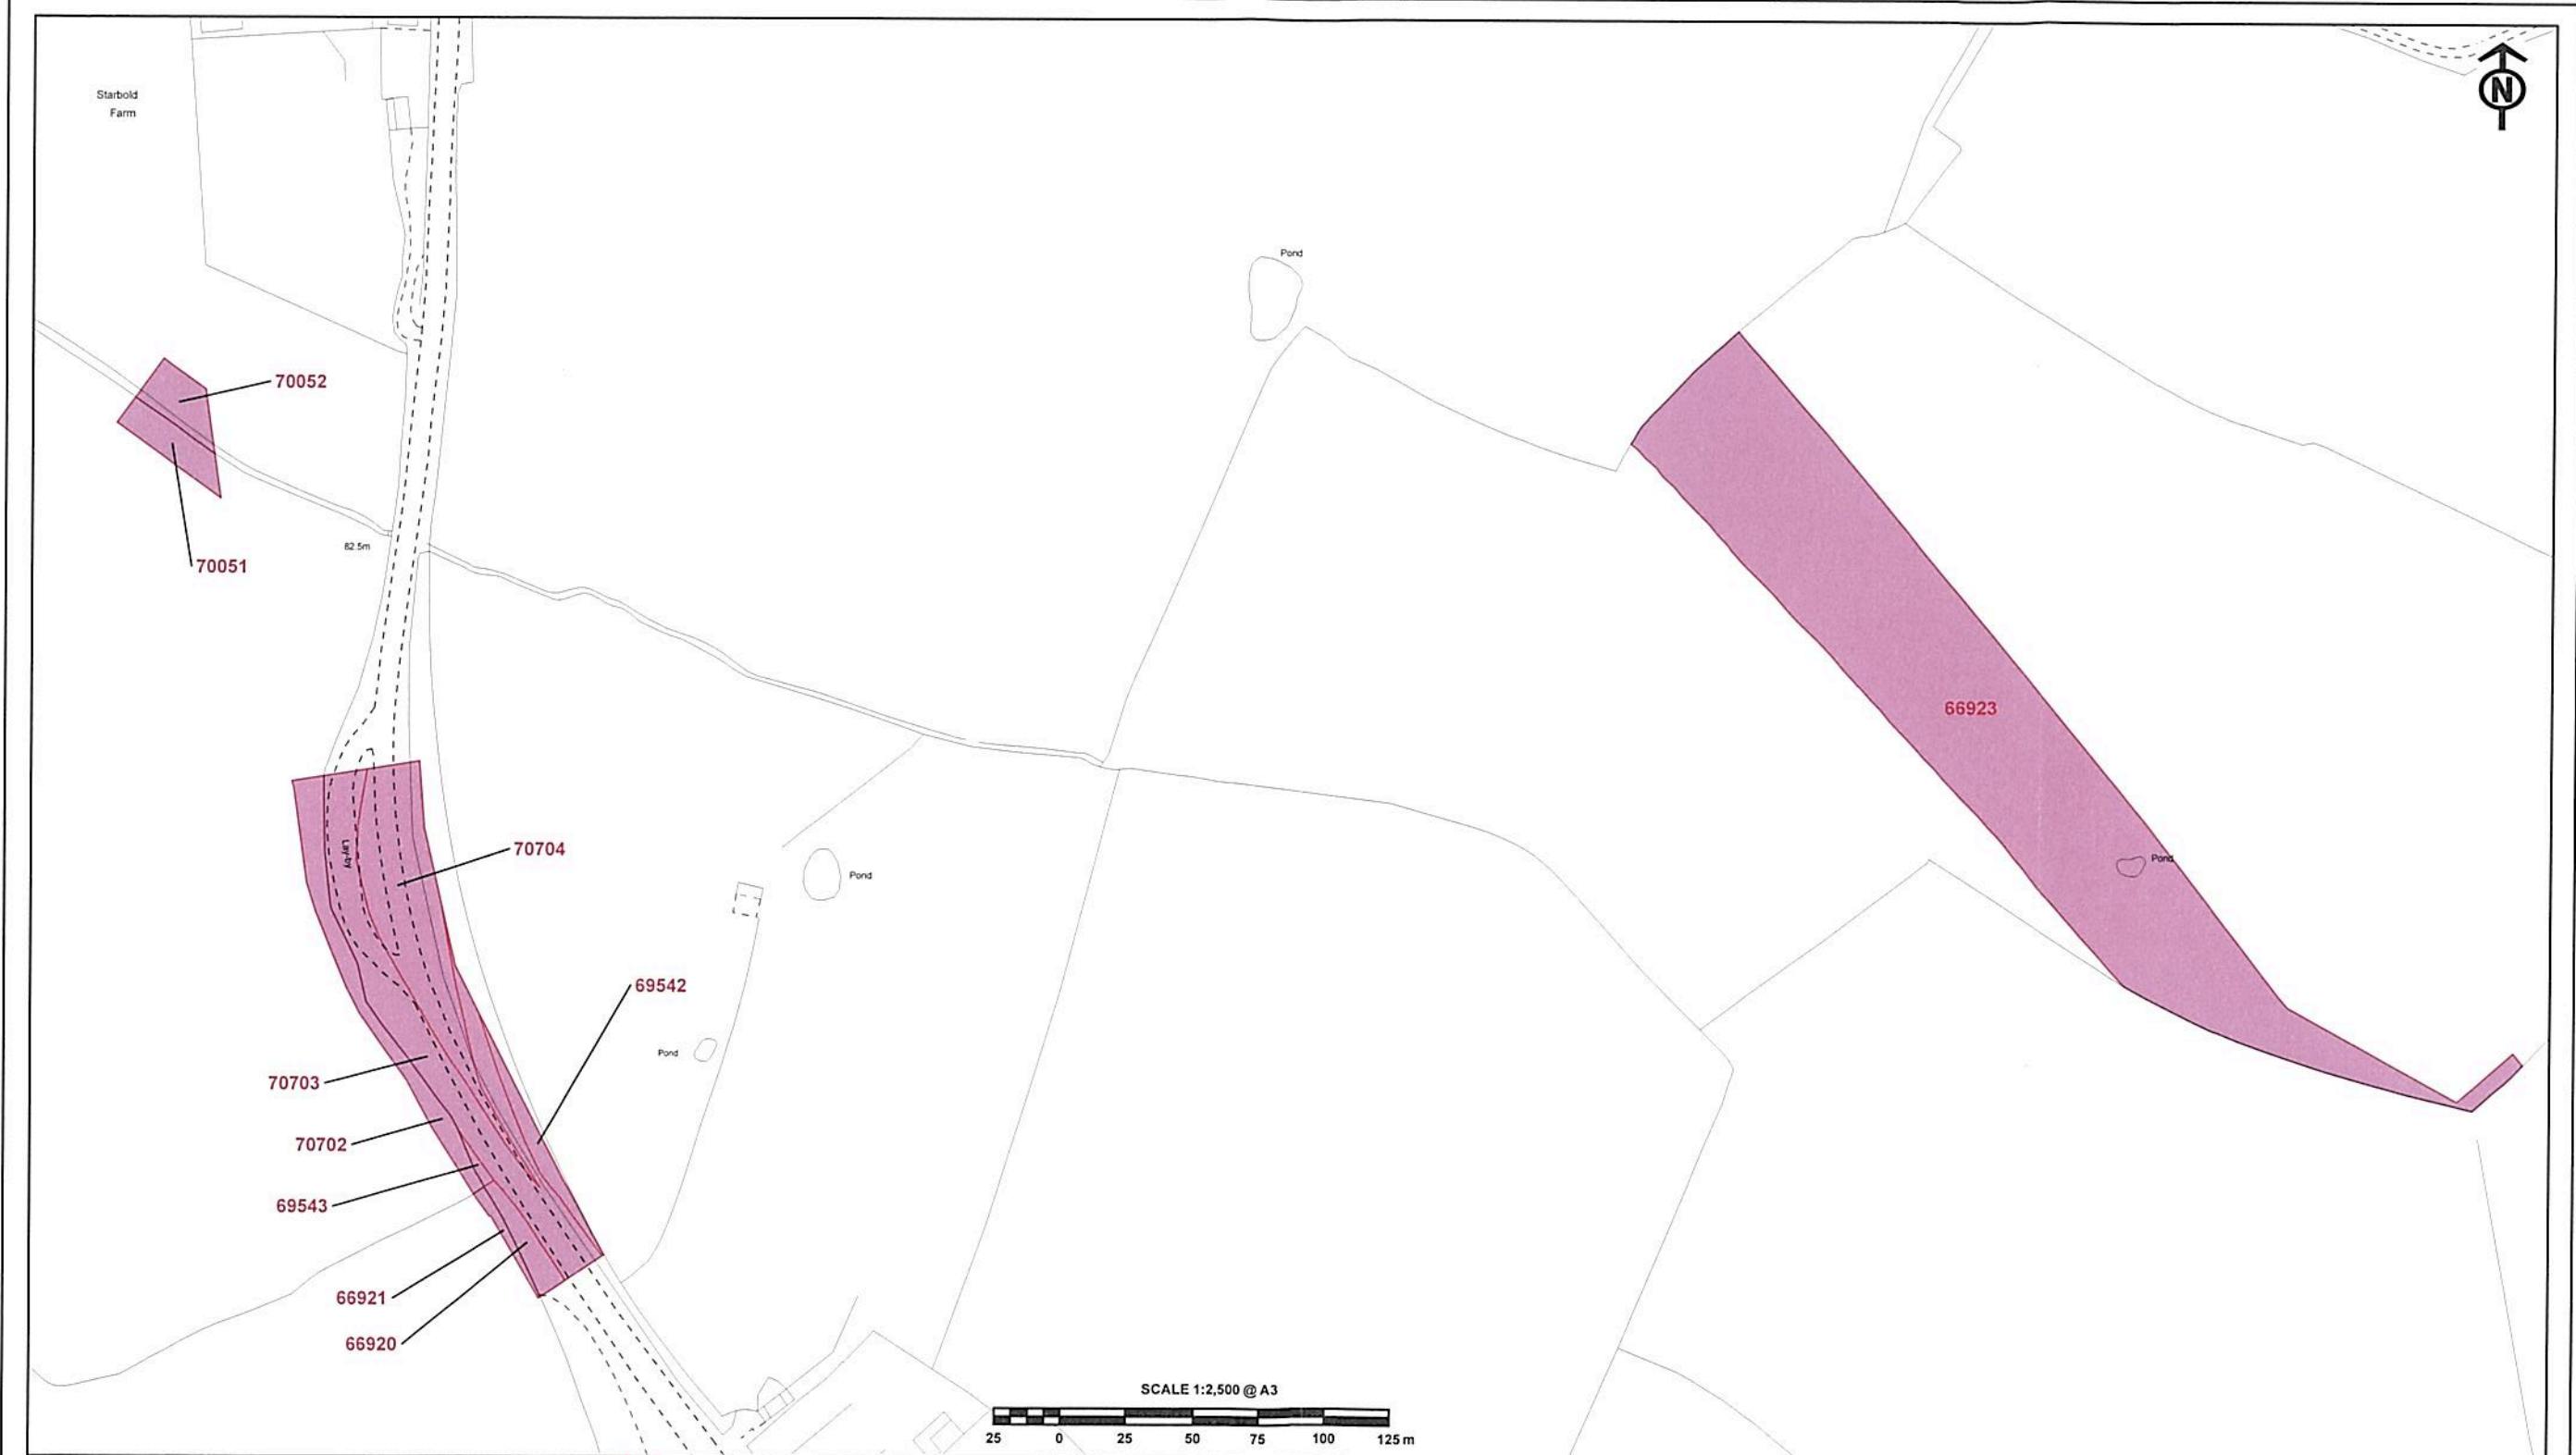 Starbold
Farm
N
Pond
70052
82.5m
70051
66923
Lay-by
70704
Pond
Pond
69542
Pond
70703
70702
69543
66921
66920
SCALE 1:2,500 @ A3
25 0 25 50 75 100 125 m